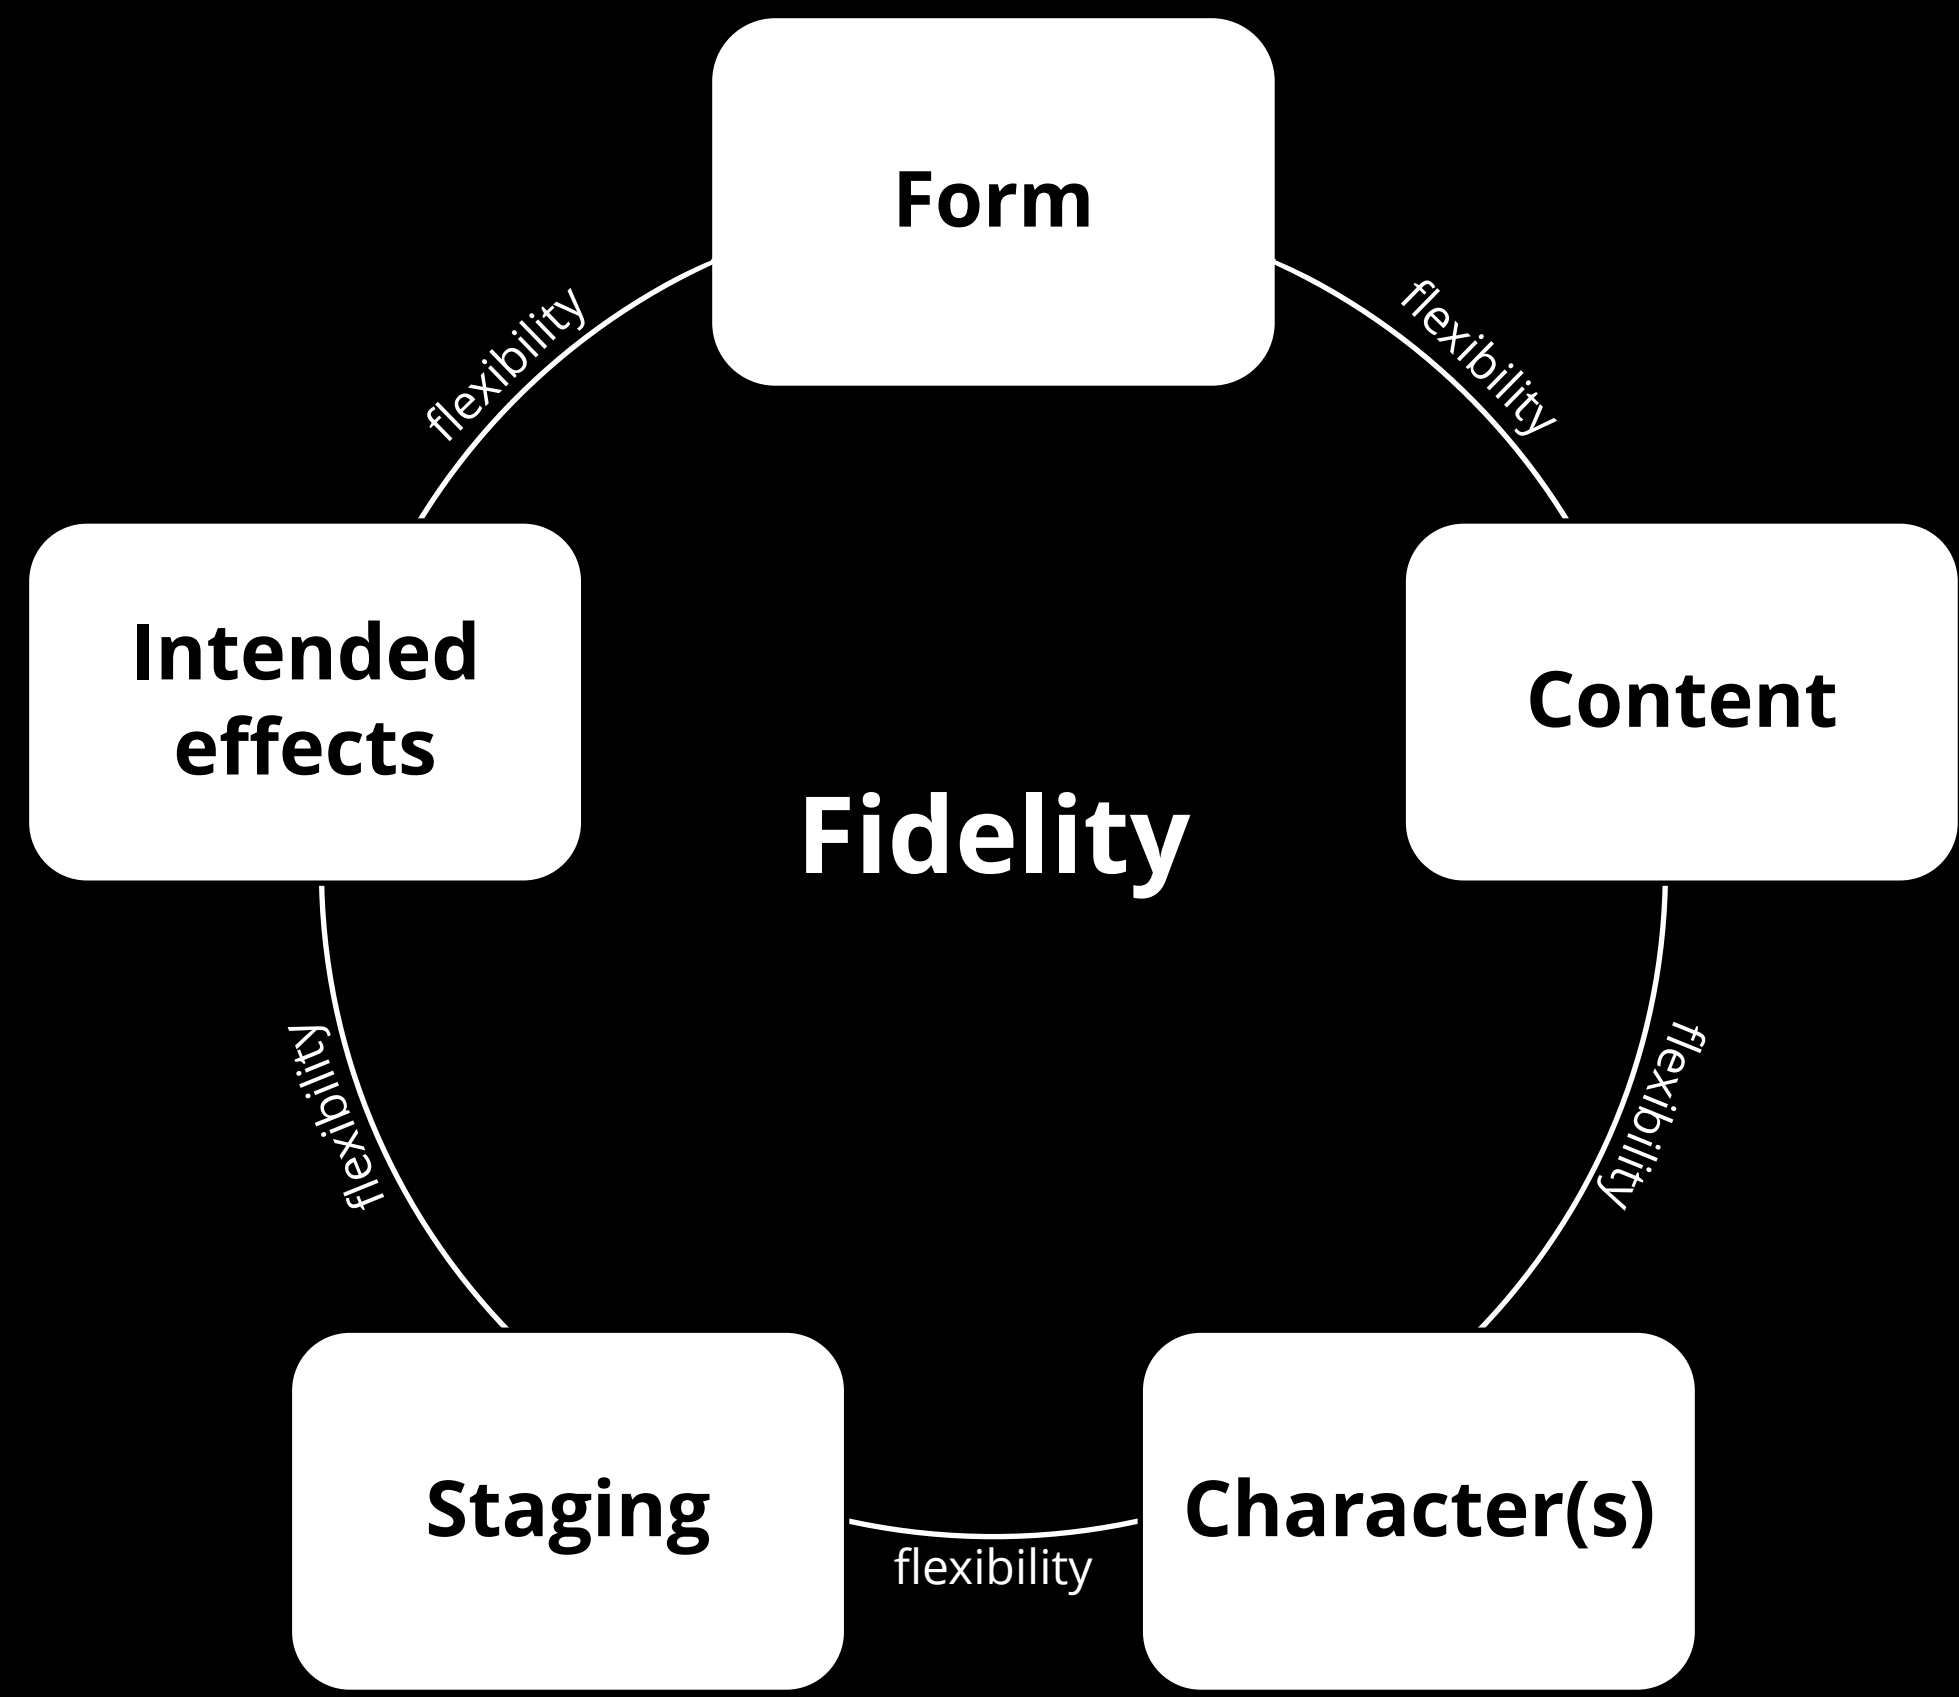 Form
flexibility
flexibility
Intended
effects
Content
Fidelity
flexibility
flexibility
Staging
Character(s)
flexibility